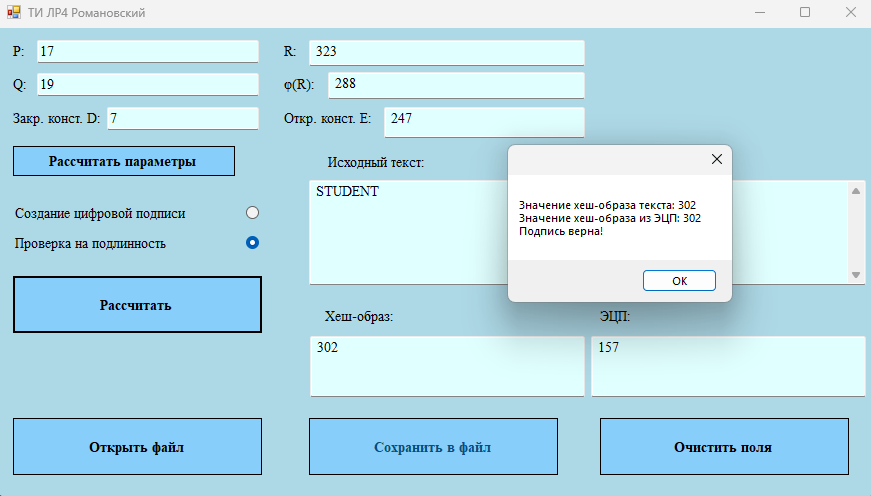 ТИ ЛР4 Романовский
P: 17
R: 323
Q: 19
φ(R): 288
Закр. конст. D: 7
Откр. конст. E: 247
Рассчитать параметры
Исходный текст:
STUDENT
Создание цифровой подписи
Проверка на подлинность
Значение хеш-образа текста: 302
Значение хеш-образа из ЭЦП: 302
Подпись верна!
OK
Рассчитать
Хеш-образ:
ЭЦП:
302
157
Открыть файл
Сохранить в файл
Очистить поля